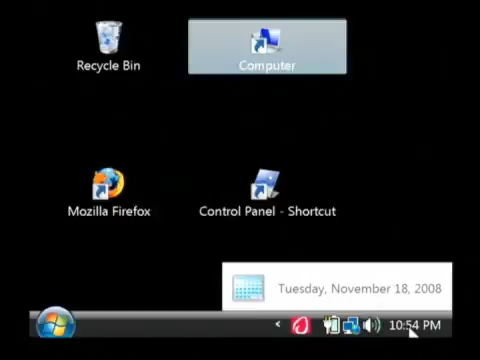 Recycle Bin
Computer
Mozilla Firefox
Control Panel - Shortcut
Tuesday, November 18, 2008
10:54 PM